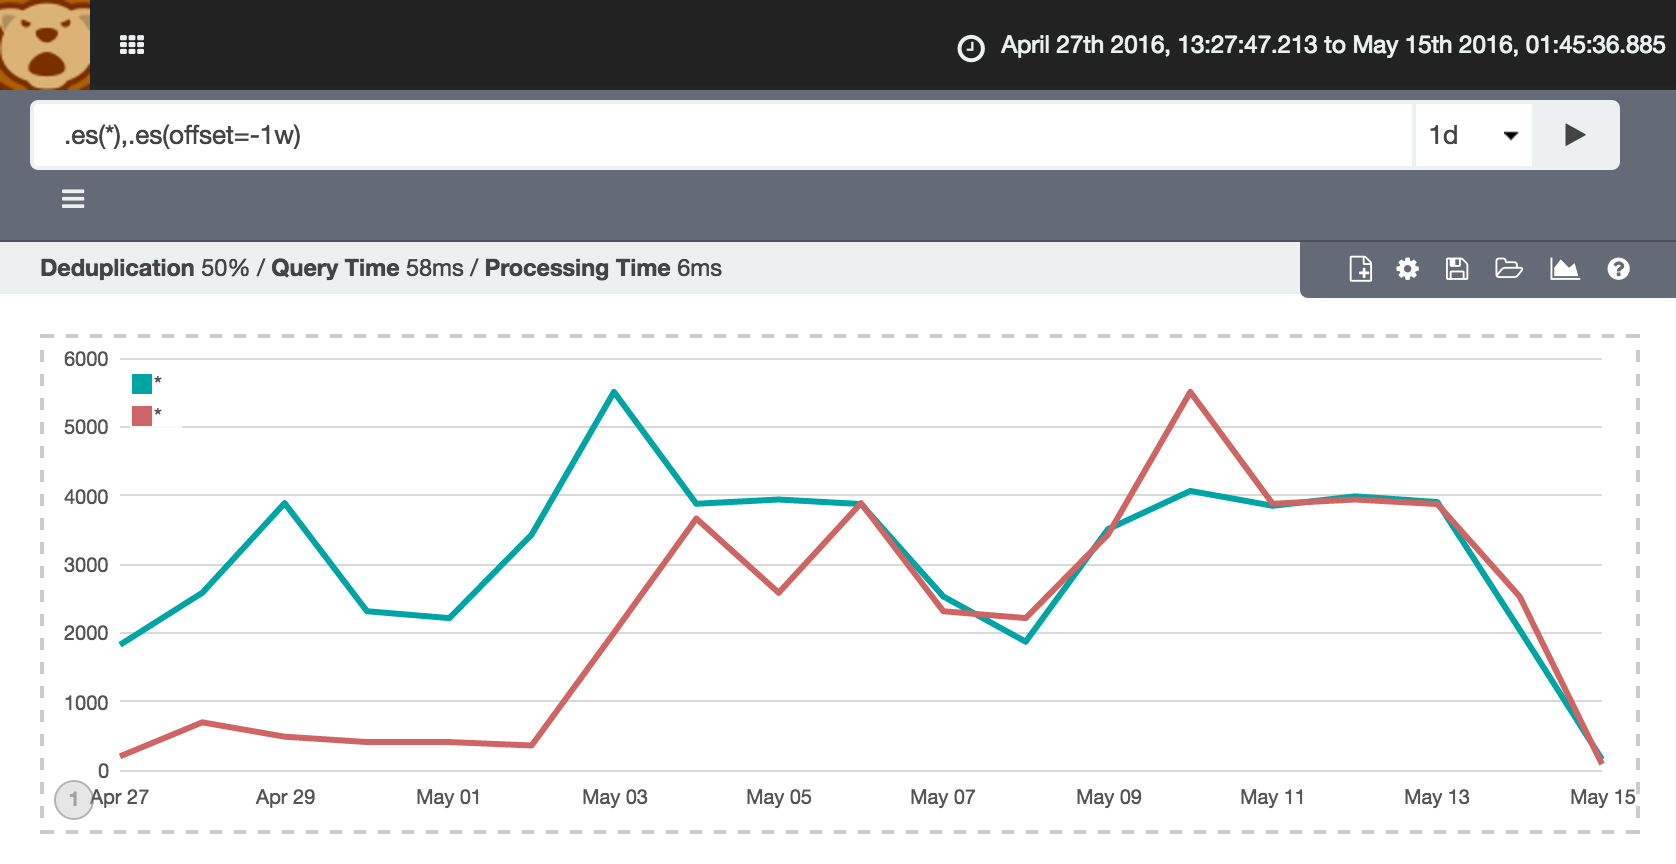 April 27th 2016, 13:27:47.213 to May 15th 2016, 01:45:36.885
.es(*),.es(offset=-1w)
1d
Deduplication 50% / Query Time 58ms / Processing Time 6ms
6000
*
*
5000
4000
3000
2000
1000
0
1
Apr 27 Apr 29 May 01 May 03 May 05 May 07 May 09 May 11 May 13 May 15